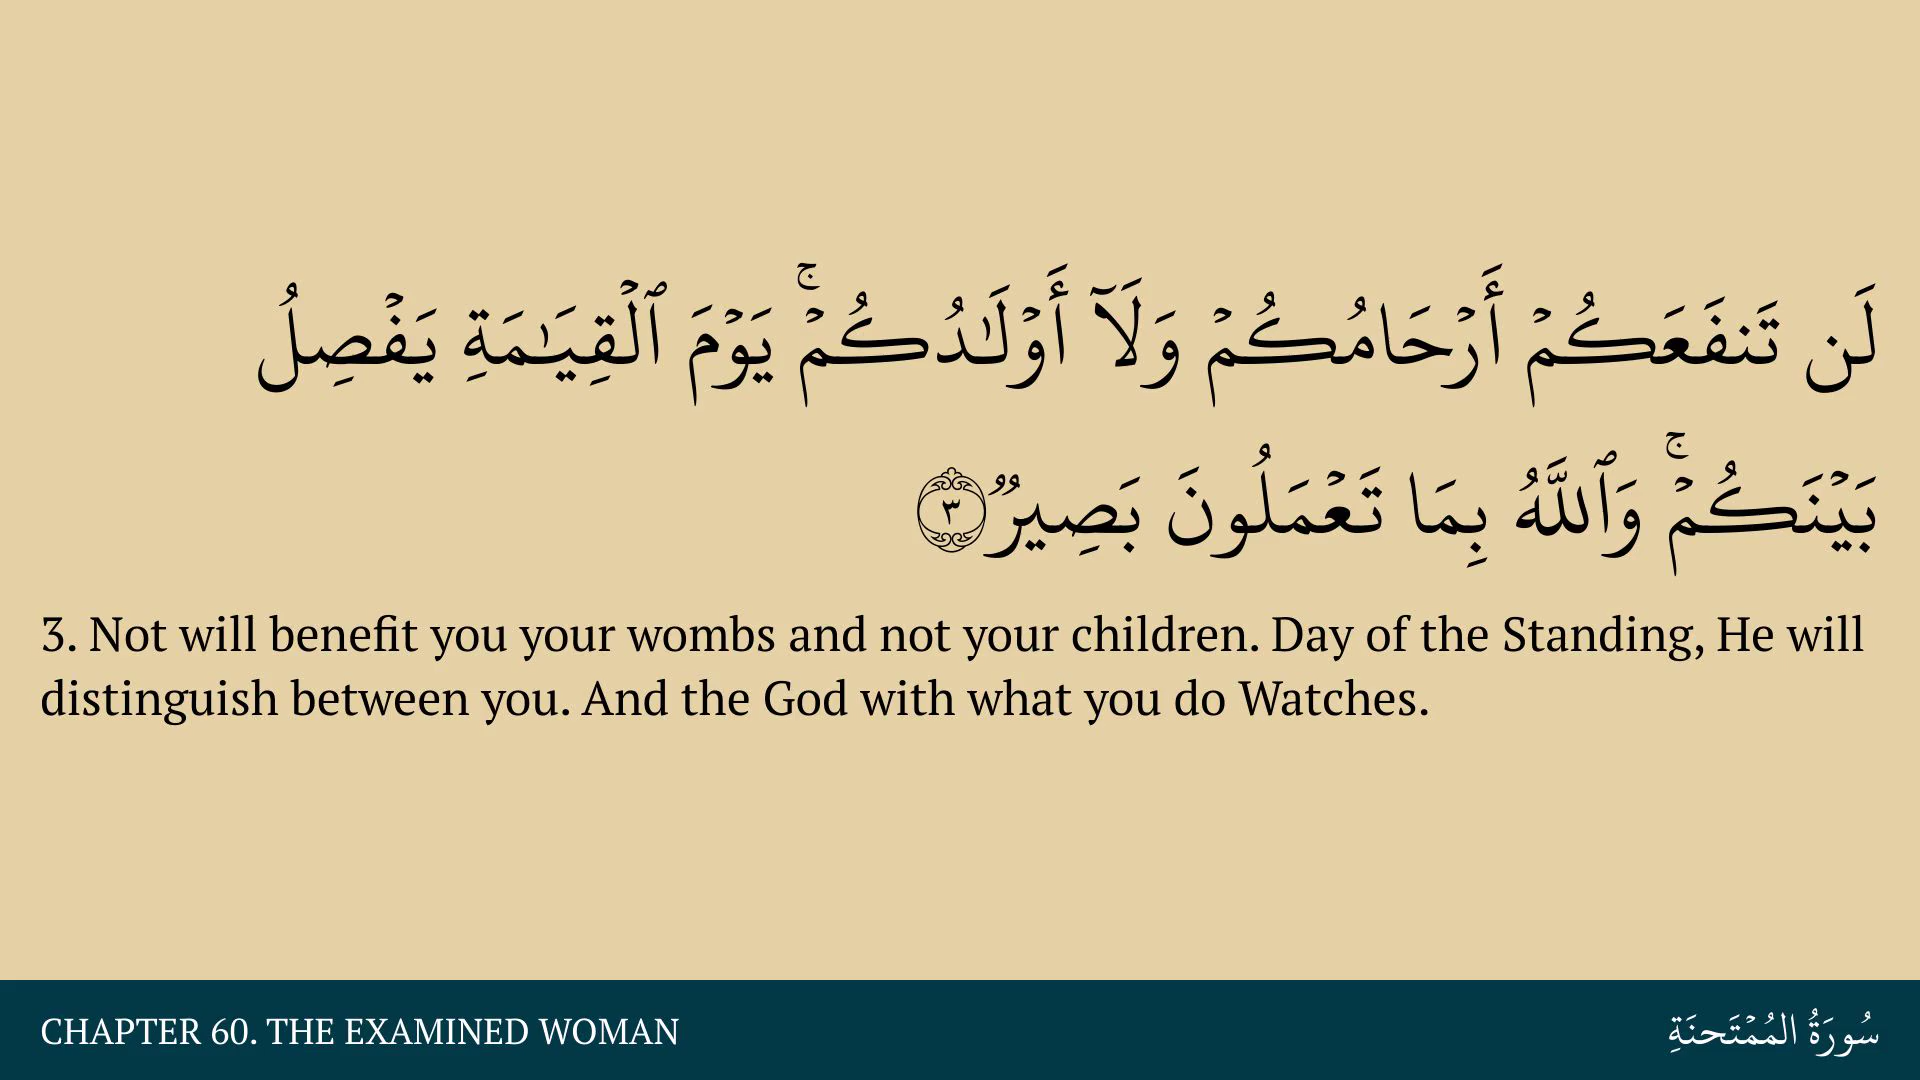 لَن تَنفَعَكُمۡ أَرۡحَامُكُمۡ وَلَآ أَوۡلَٰدُكُمۡۚ يَوۡمَ ٱلۡقِيَٰمَةِ يَفۡصِلُ
بَيۡنَكُمۡۚ وَٱللَّهُ بِمَا تَعۡمَلُونَ بَصِيرٞ ٣
3. Not will benefit you your wombs and not your children. Day of the Standing, He will
distinguish between you. And the God with what you do Watches.
CHAPTER 60. THE EXAMINED WOMAN
سُورَةُ المُمۡتَحنَةِ